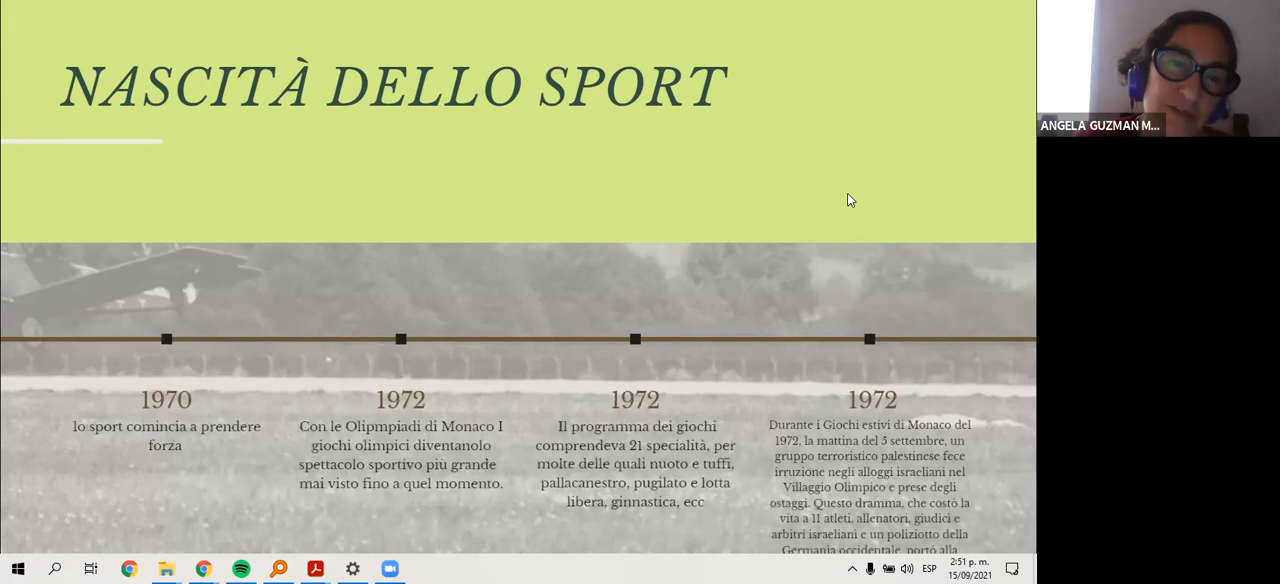 NASCITÀ DELLO SPORT
ANGELA GUZMAN M...
1970
lo sport comincia a prendere
forza
1972
Con le Olipmpiadi di Monaco I
giochi olimpici diventanolo
spettacolo sportivo più grande
mai visto fino a quel momento.
1972
Il programma dei giochi
comprendeva 21 specialità, per
molte delle quali nuoto e tuffi,
pallacanestro, pugilato e lotta
libera, ginnastica, ecc
1972
Durante i Giochi estivi di Monaco del
1972, la mattina del 5 settembre, un
gruppo terroristico palestinese fece
irruzione negli alloggi israeliani nel
Villaggio Olimpico e prese degli
ostaggi. Questo dramma, che costò la
vita a 11 atleti, allenatori, giudici e
arbitri israeliani e un poliziotto della
Germania occidentale, portò alla
ESP
2:51 p. m.
15/09/2021